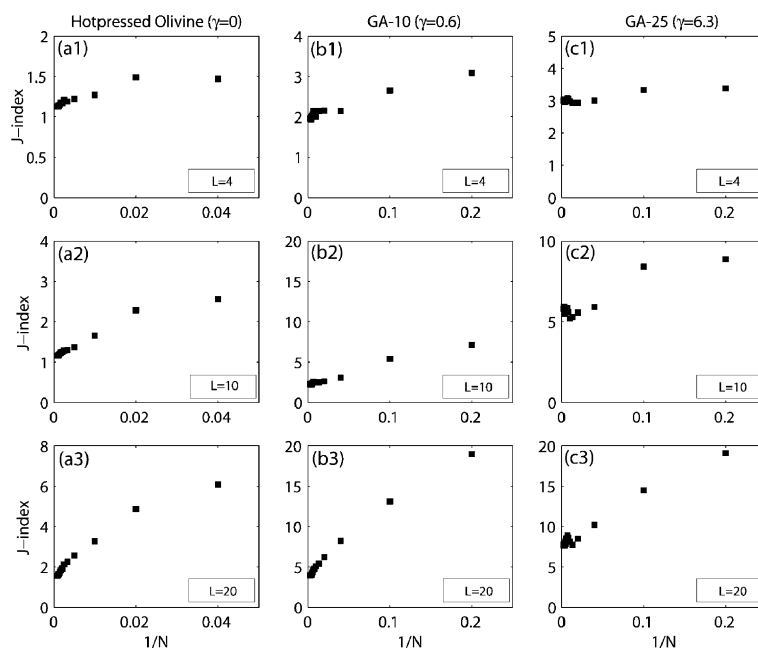 Hotpressed Olivine (γ=0)
GA-10 (γ=0.6)
GA-25 (γ=6.3)
(a1)
(b1)
(c1)
J-index
2
1.5
1
0.5
0
5
4
3
2
1
0
5
4
3
2
1
0
L=4
L=4
L=4
0
0.02
0.04
0
0.1
0.2
0
0.1
0.2
(a2)
(b2)
(c2)
J-index
4
3
2
1
0
20
15
10
5
0
10
5
0
L=10
L=10
L=10
0
0.02
0.04
0
0.1
0.2
0
0.1
0.2
(a3)
(b3)
(c3)
J-index
8
6
4
2
0
20
15
10
5
0
20
15
10
5
0
L=20
L=20
L=20
0
0.02
0.04
0
0.1
0.2
0
0.1
0.2
1/N
1/N
1/N